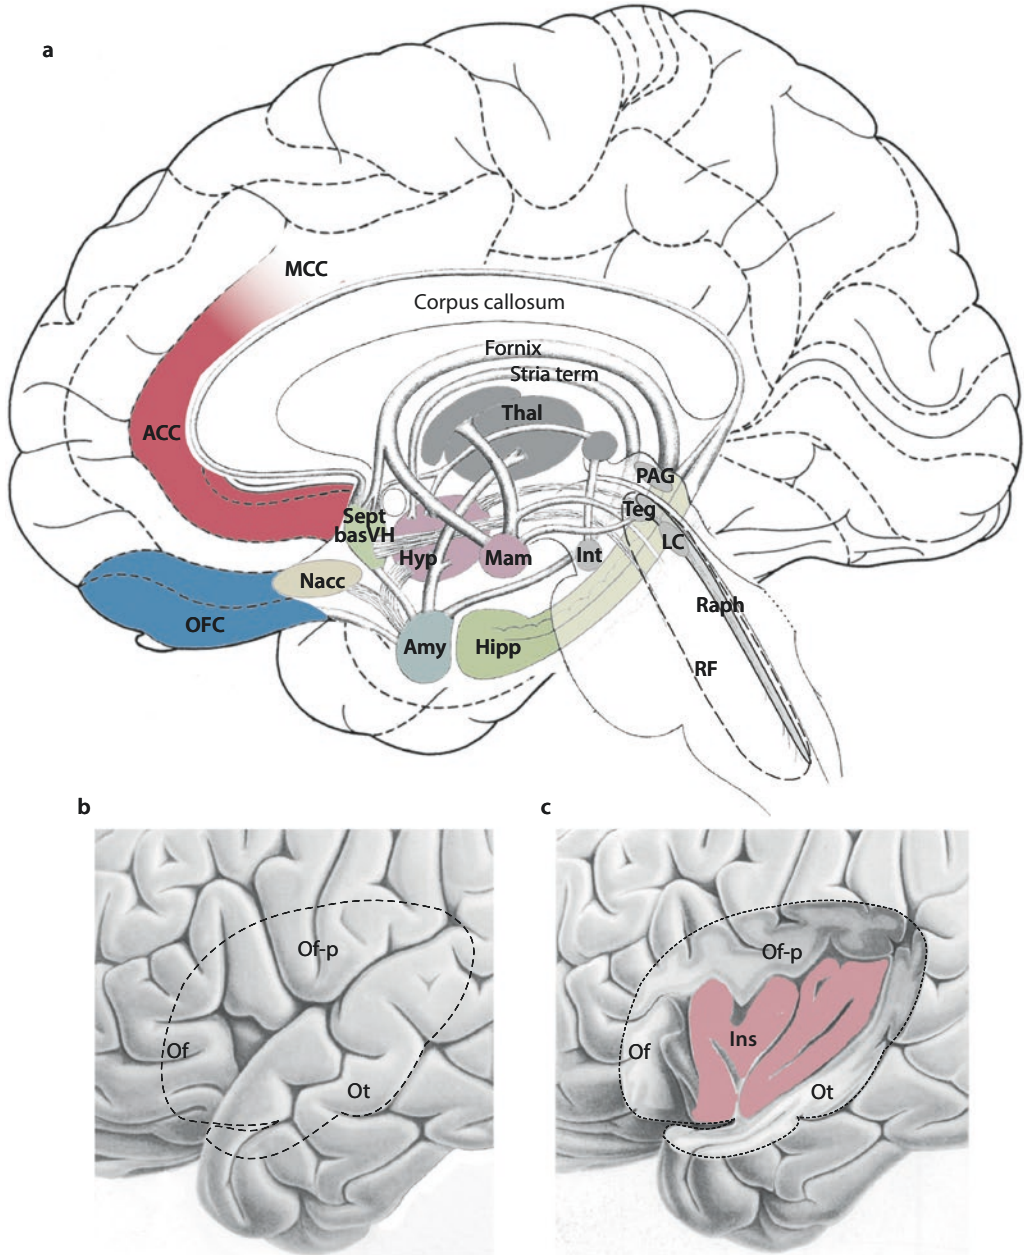 a
MCC
Corpus callosum
Fornix
Stria term
Thal
ACC
PAG
Sept
basVH
Teg
LC
Hyp
Mam
Int
Nacc
Raph
OFC
Amy
Hipp
RF
b
Of-p
Of
Ot
c
Of-p
Ins
Of
Ot